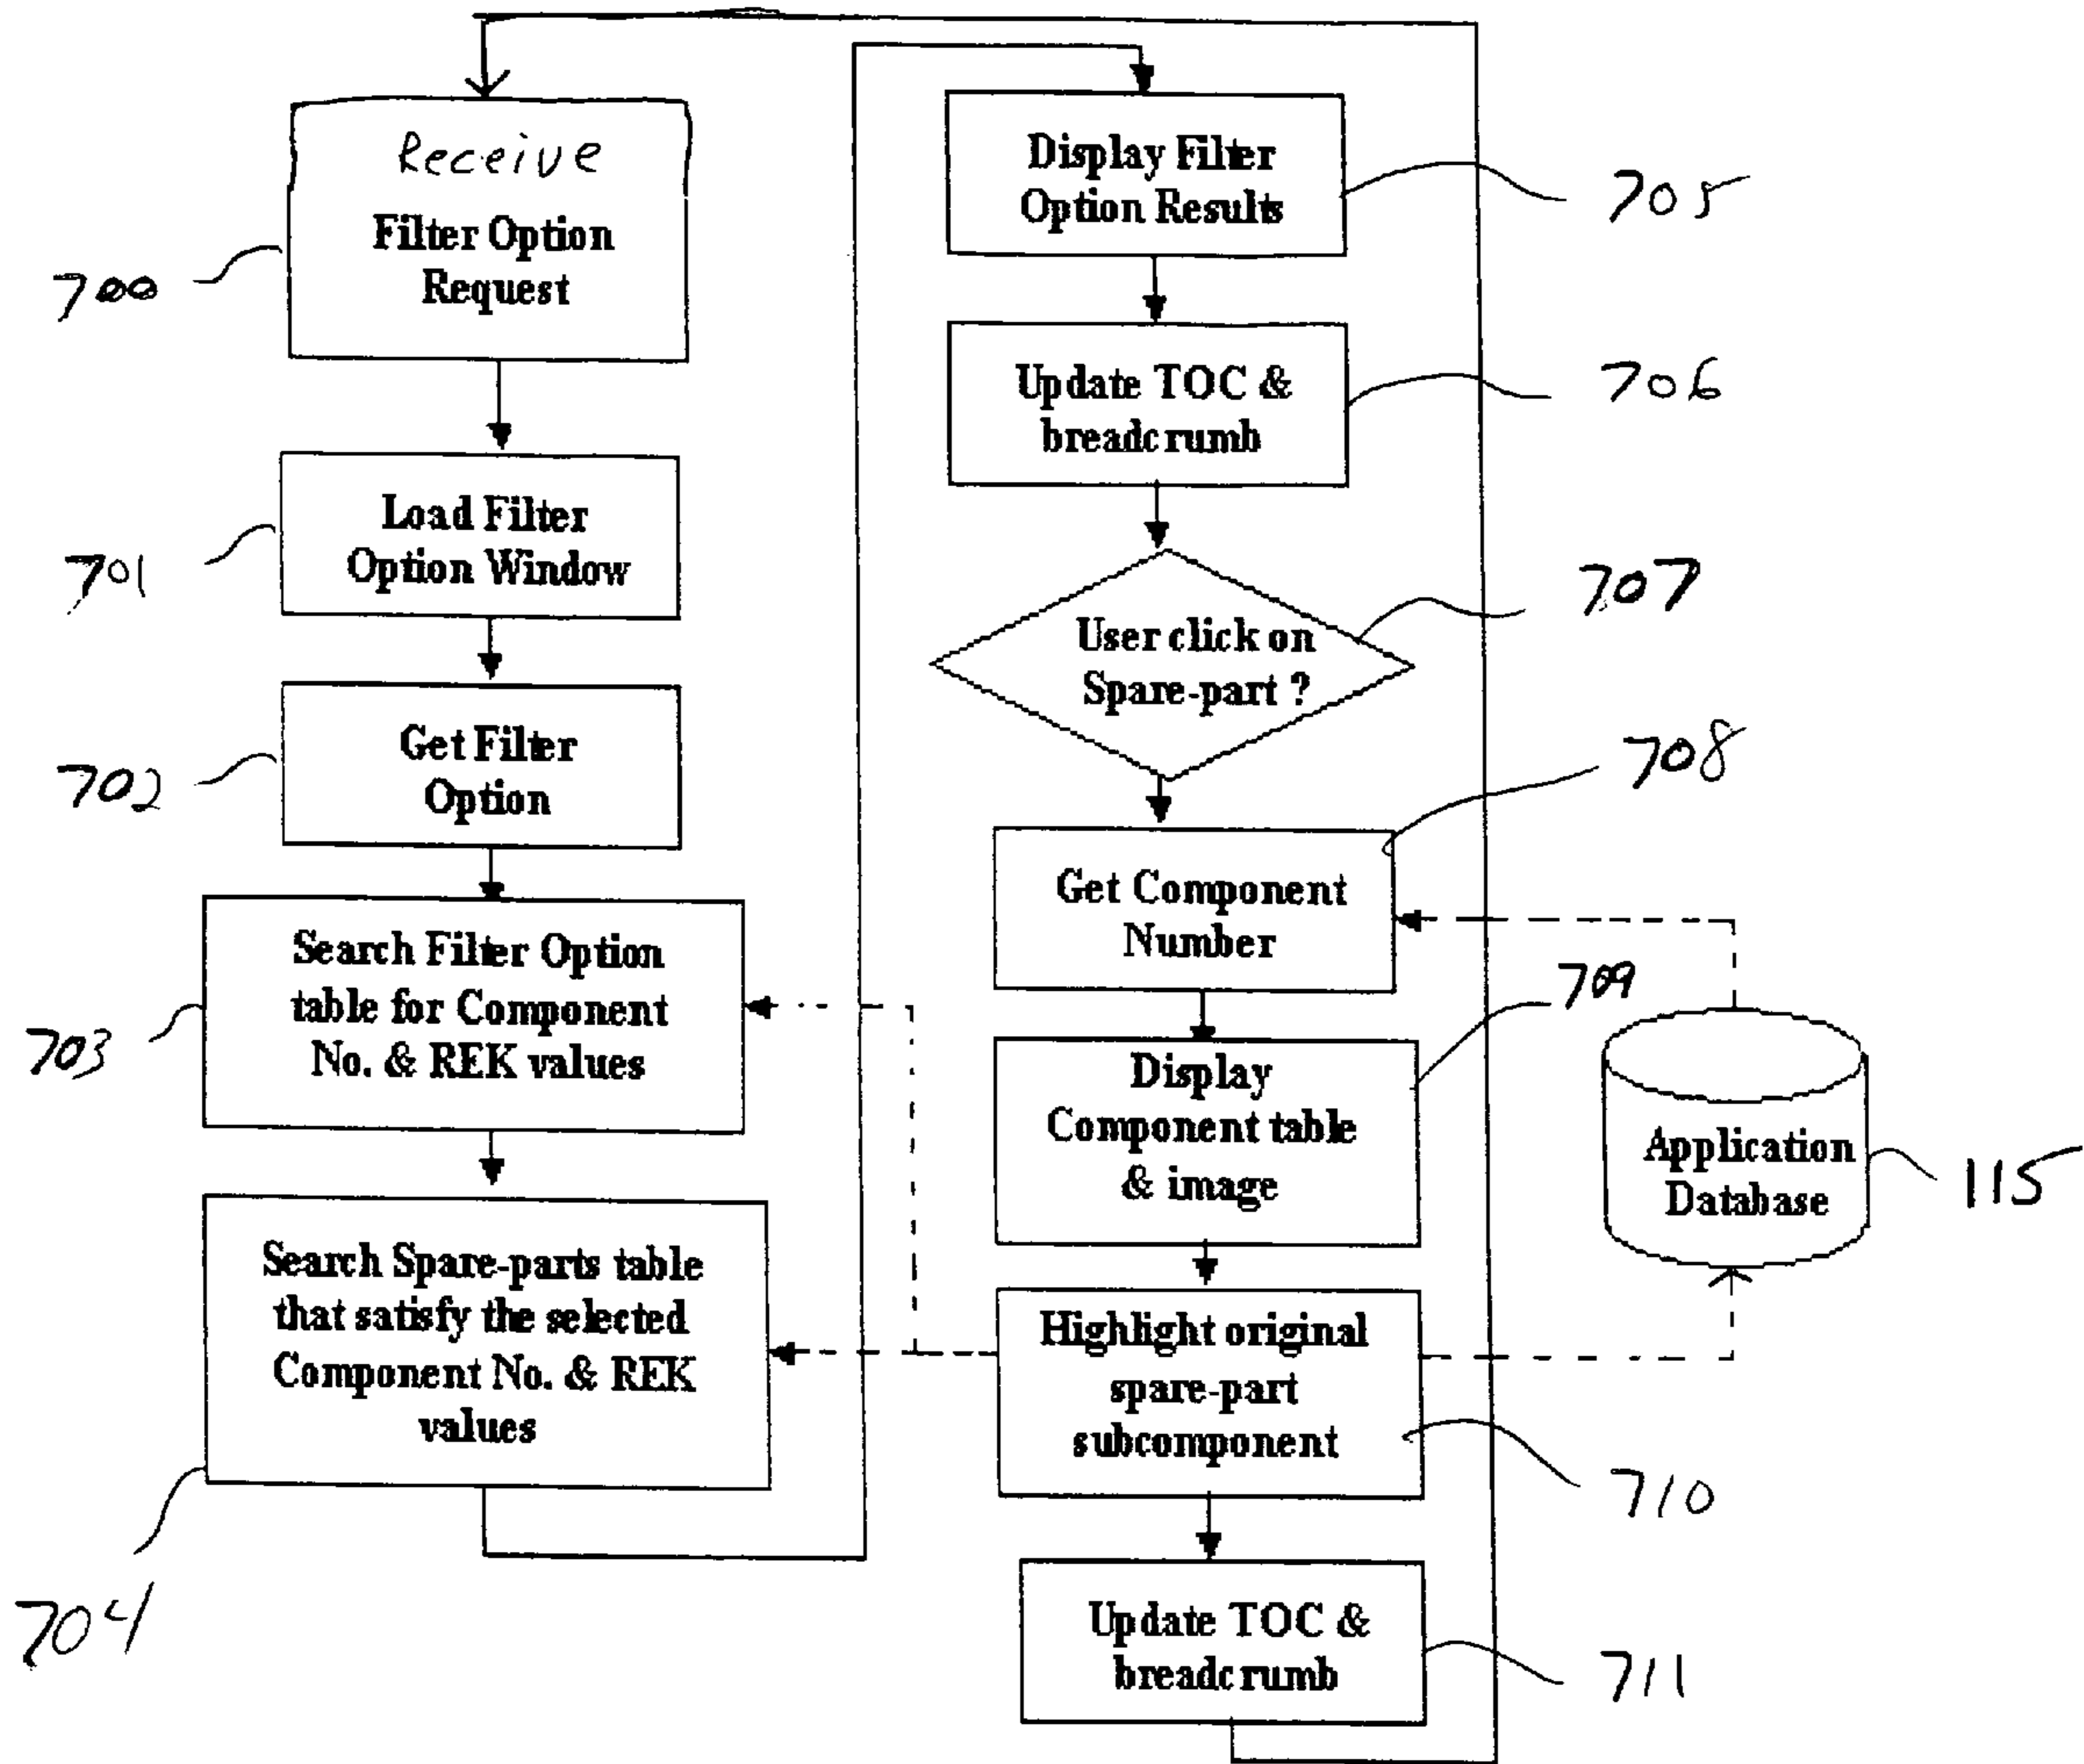 Receive
Filter Option
Request
700
Load Filter
Option Window
701
Get Filter
Option
702
Search Filter Option
table for Component
No. & REK values
703
Search Spare-parts table
that satisfy the selected
Component No. & REK
values
704
Display Filter
Option Results
705
Update TOC &
breadcrumb
706
User click on
Spare-part ?
707
Get Component
Number
708
Display
Component table
& image
709
Highlight original
spare-part
subcomponent
710
Update TOC &
breadcrumb
711
Application
Database
115